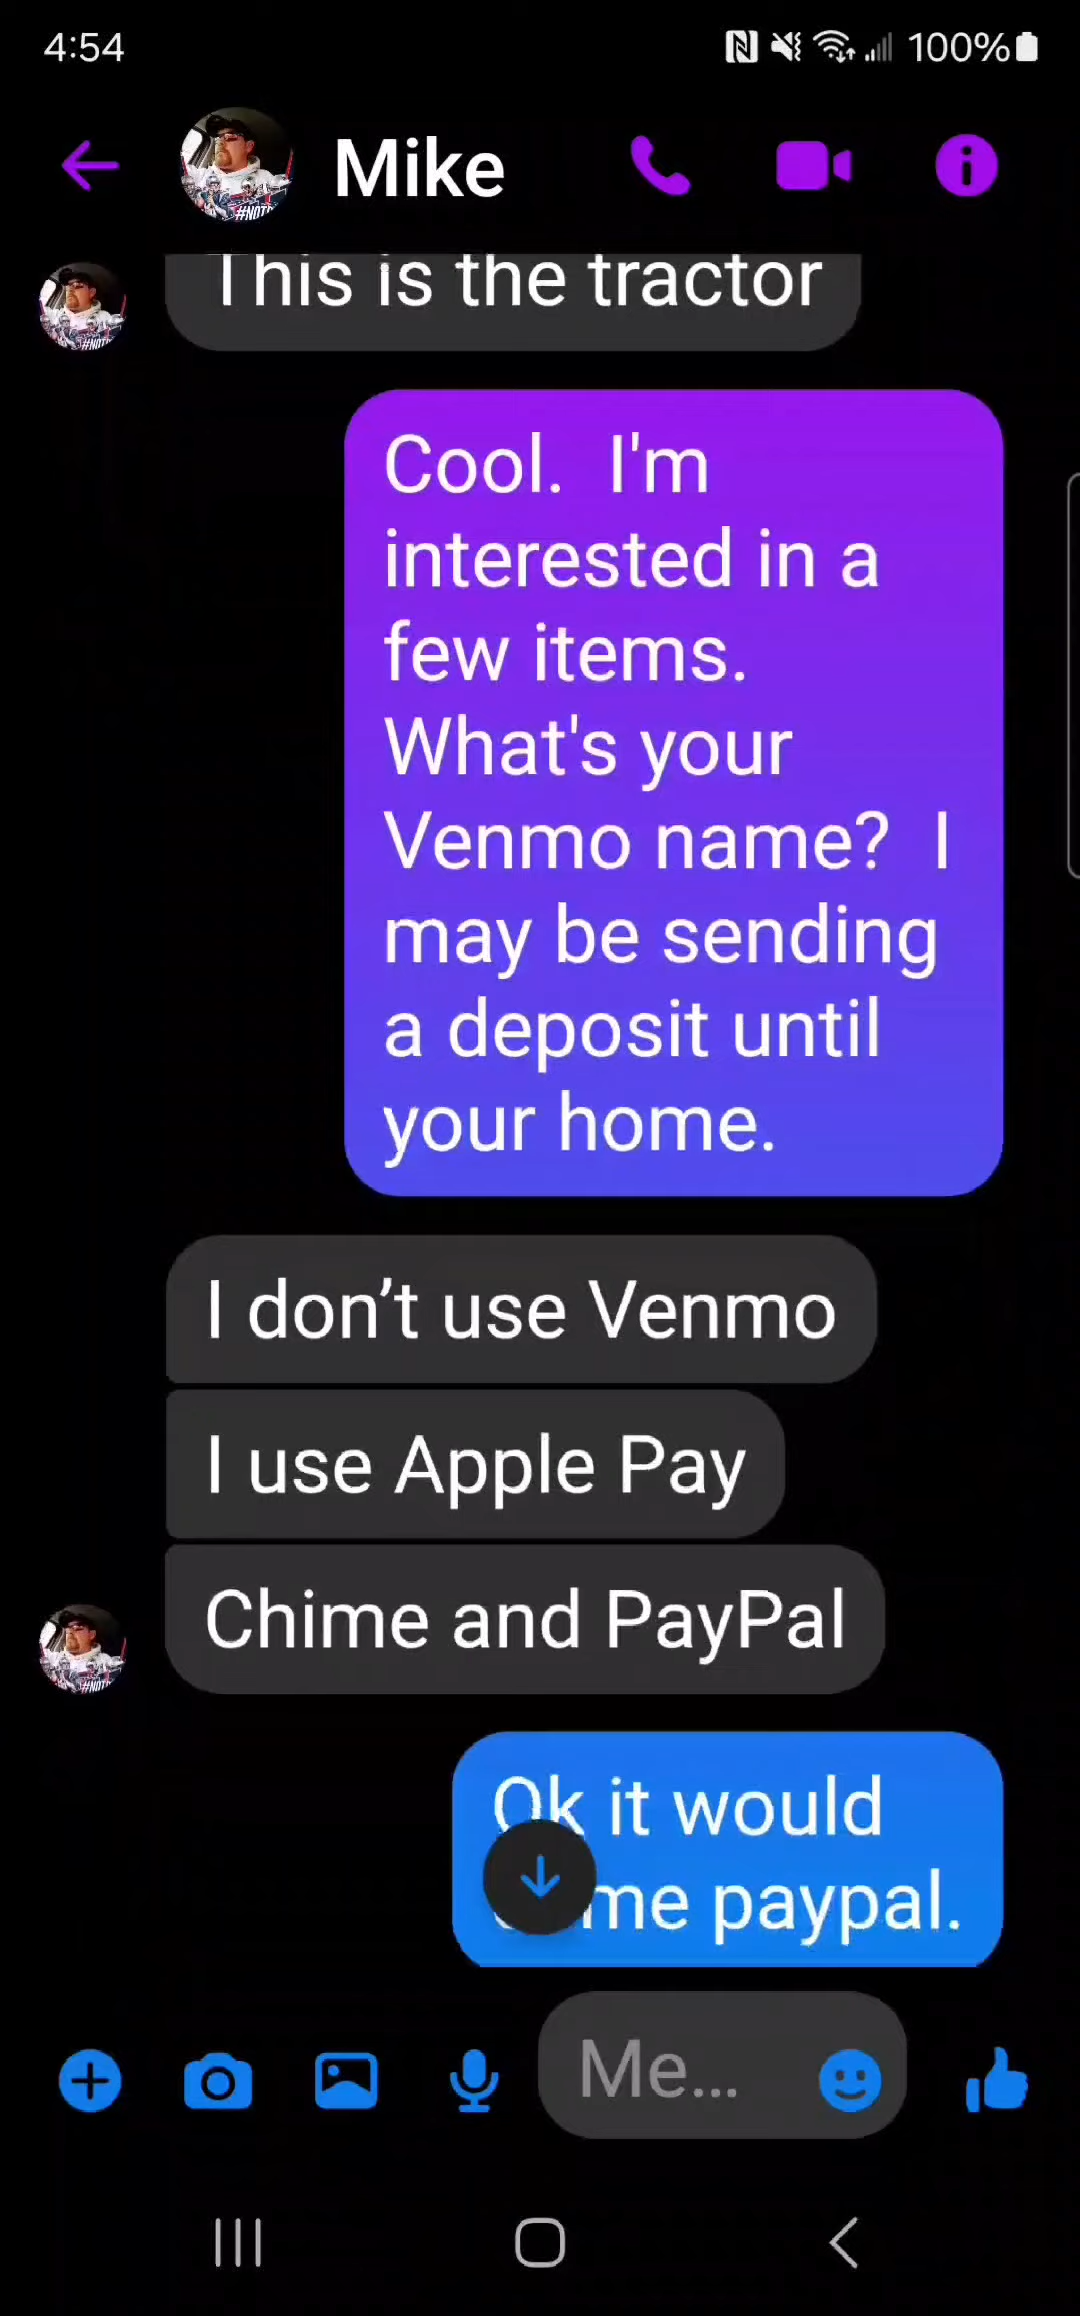 4:54
100%
Mike
This is the tractor
Cool.  I'm
interested in a
few items.
What's your
Venmo name?  I
may be sending
a deposit until
your home.
I don’t use Venmo
I use Apple Pay
Chime and PayPal
Ok it would
me paypal.
Me...
#NOT